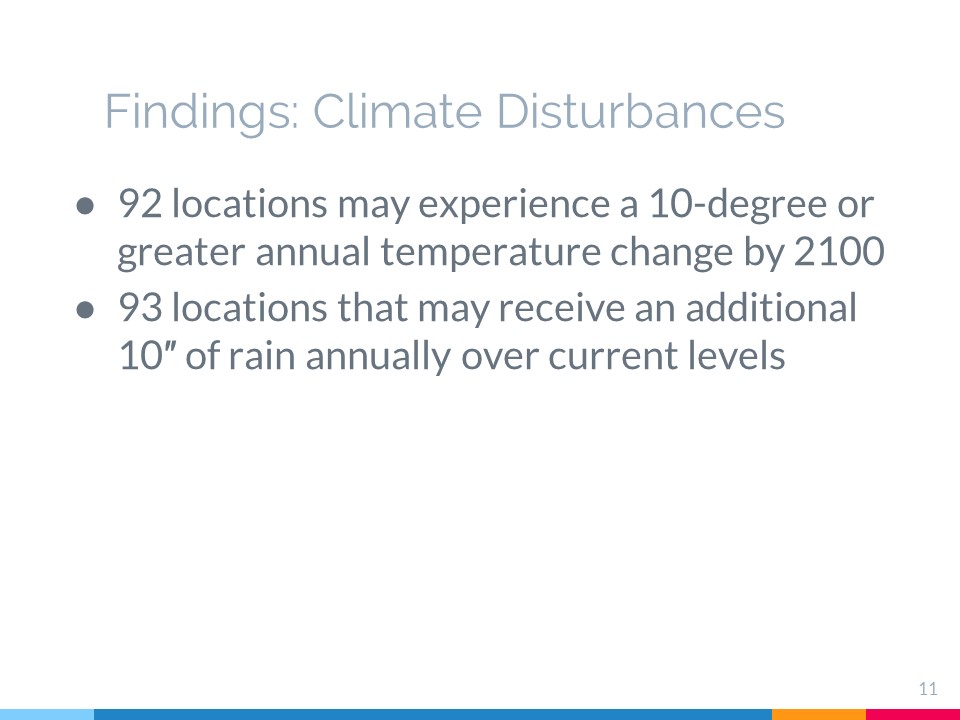 Findings: Climate Disturbances
● 92 locations may experience a 10-degree or
greater annual temperature change by 2100
● 93 locations that may receive an additional
10″ of rain annually over current levels
11